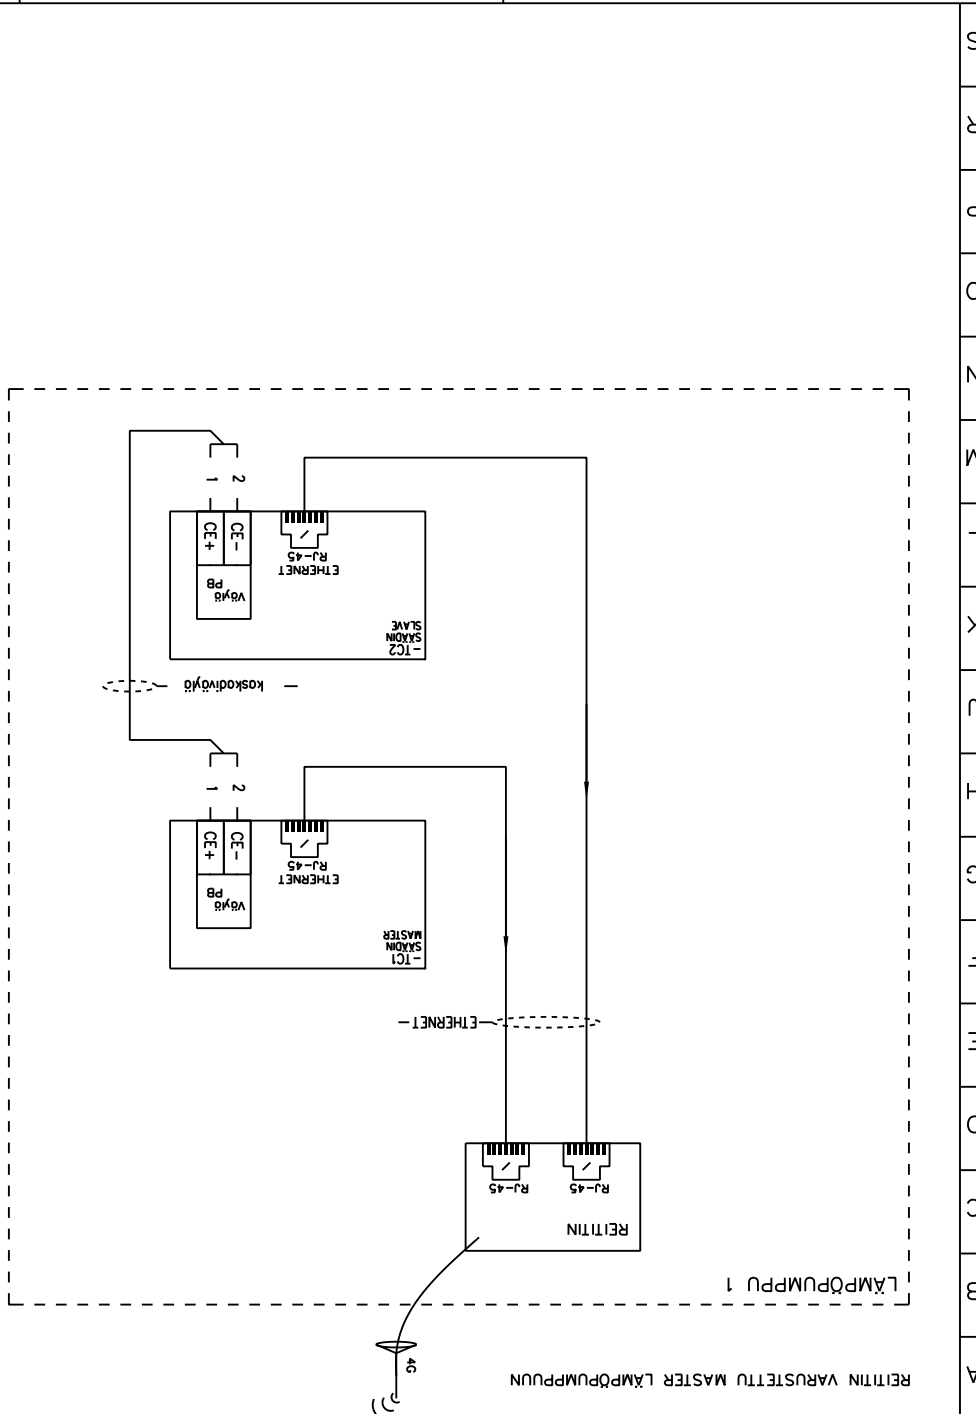 REITITIN VARUSTETTU MASTER LÄMPÖPUMPPUUN
4G
LÄMPÖPUMPPU 1
REITITIN
RJ-45 RJ-45
ETHERNET
-TC1
SÄÄDIN
MASTER
Väylä
PB
ETHERNET
RJ-45
CE- CE+
2 1
kaskadiväylä
-TC2
SÄÄDIN
SLAVE
Väylä
PB
ETHERNET
RJ-45
CE- CE+
2 1
A
B
C
D
E
F
G
H
J
K
L
M
N
O
P
R
S